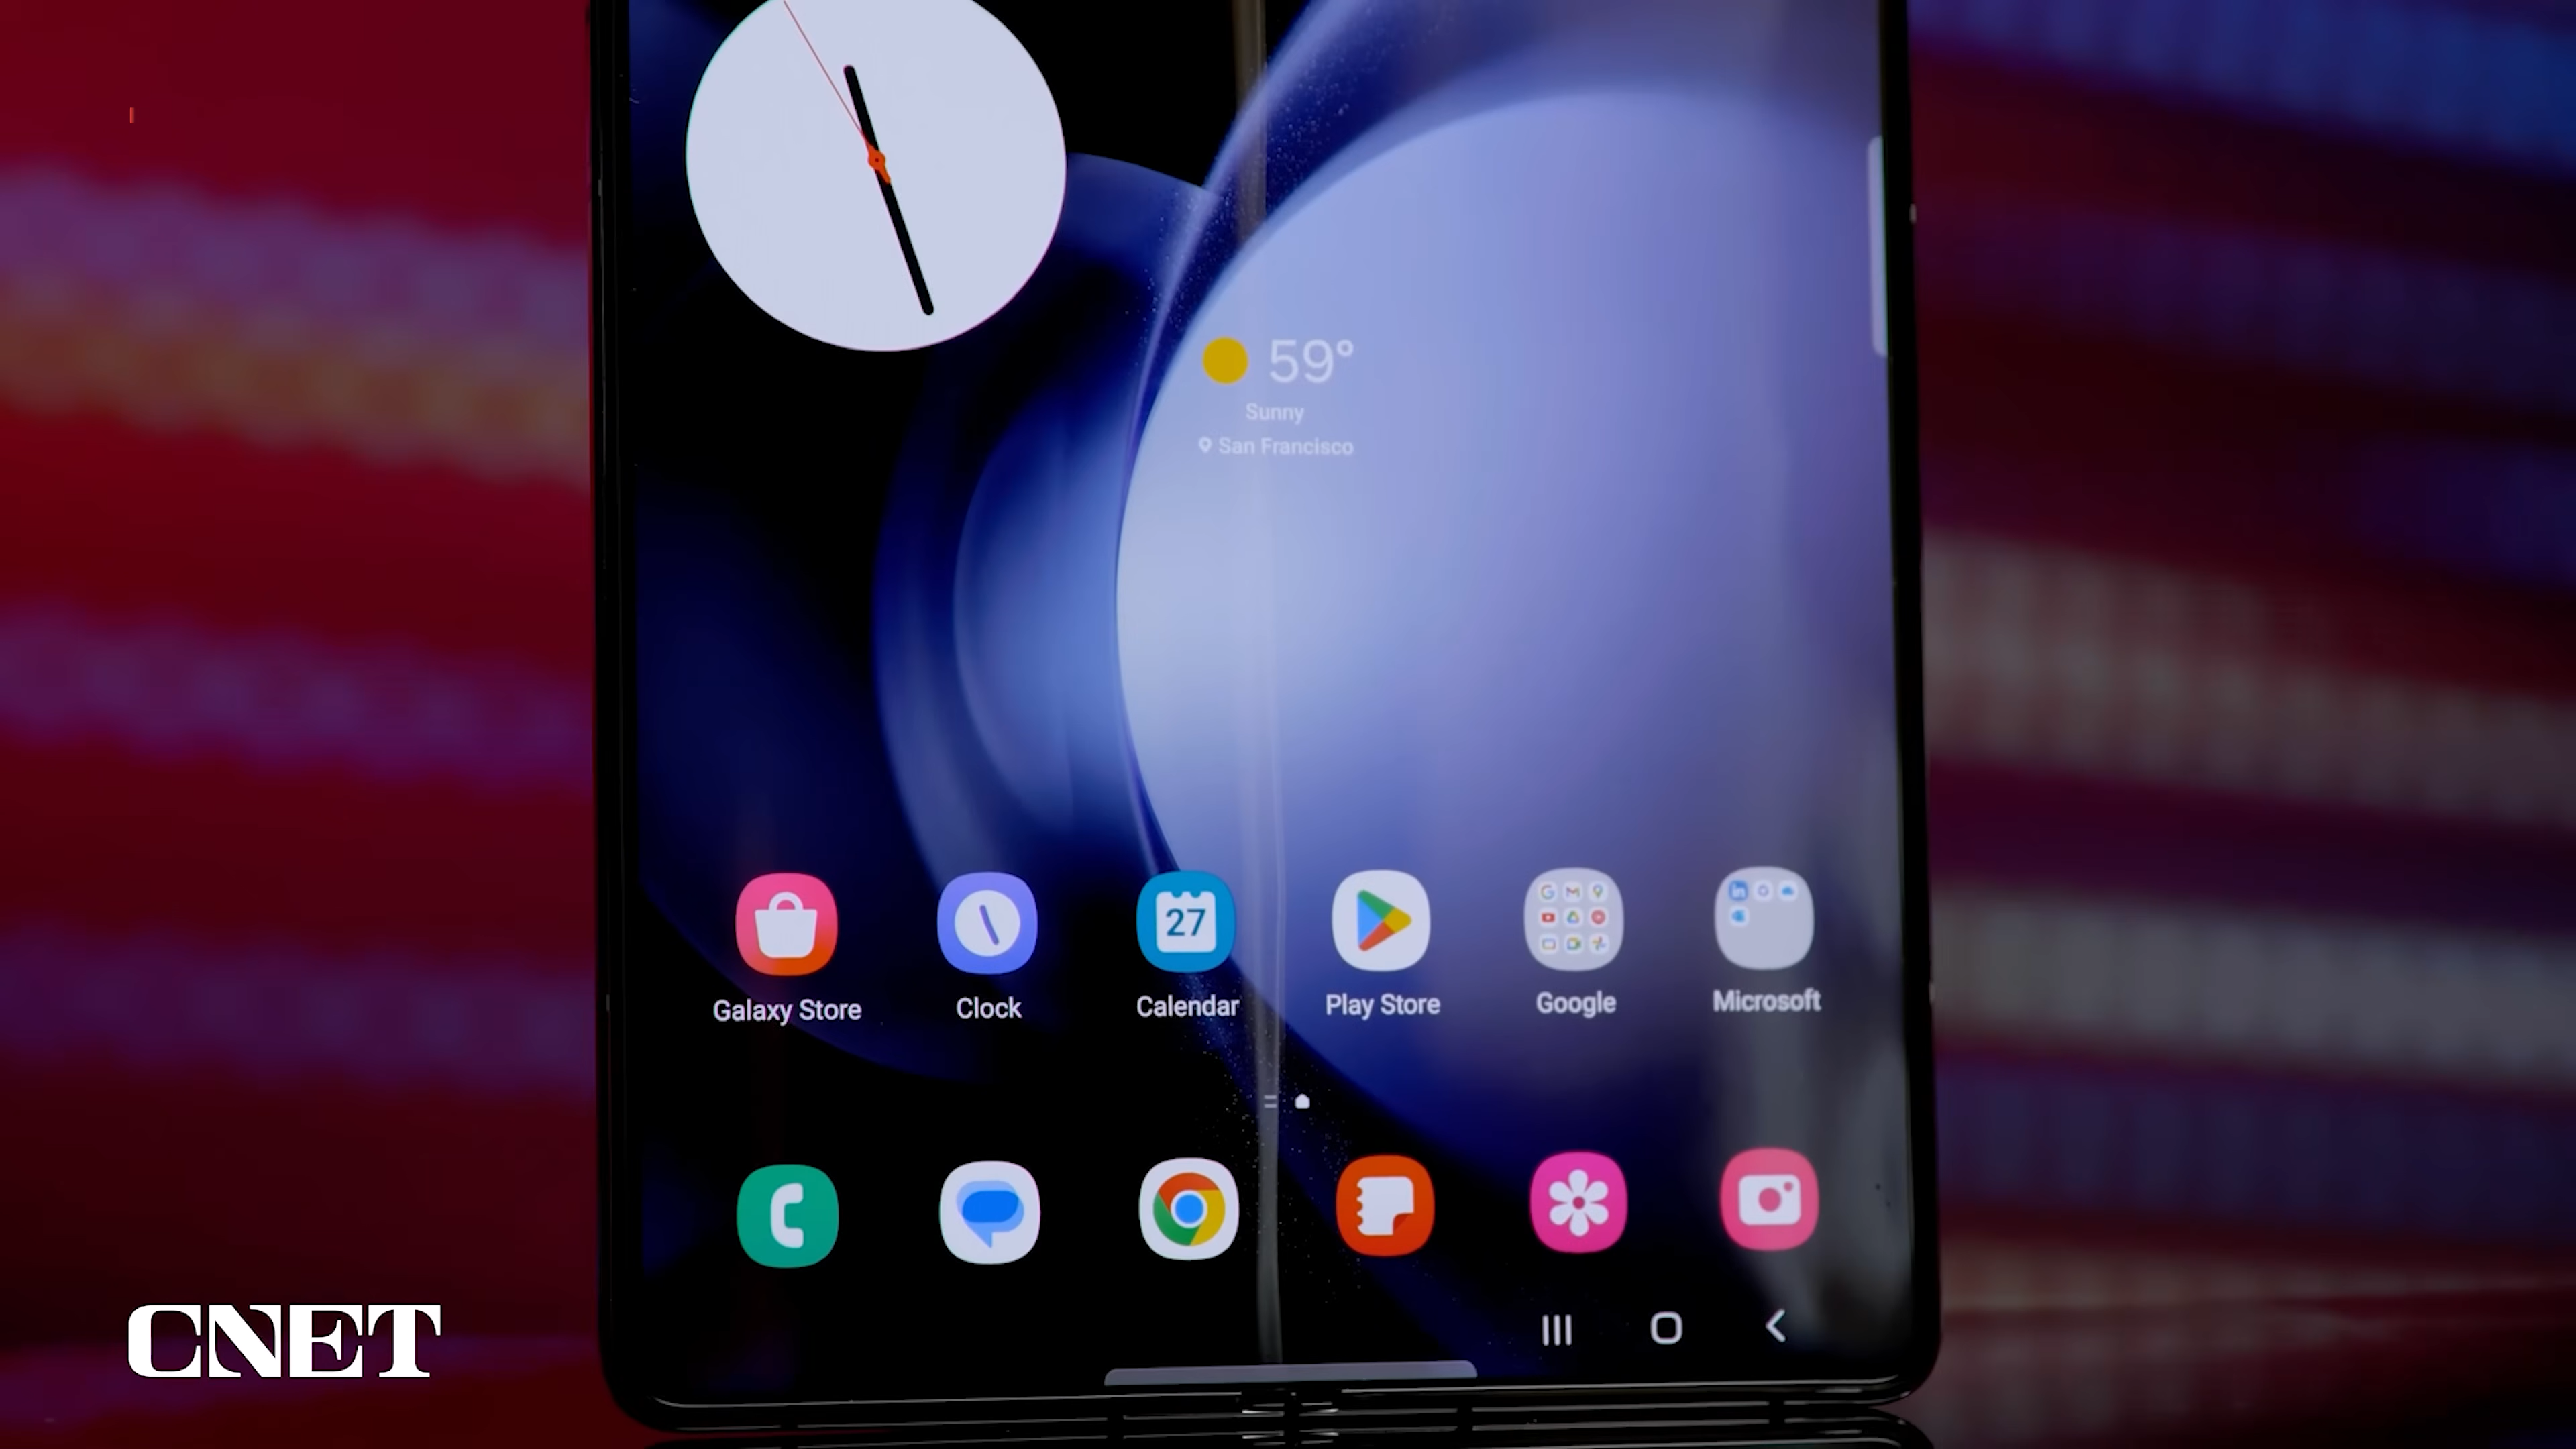 59°
Sunny
San Francisco
27
Galaxy Store
Clock
Calendar
Play Store
Google
Microsoft
CNET